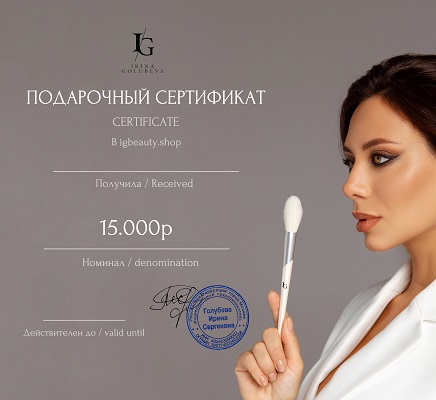 IG
IRINA
GOLUBEVA
ПОДАРОЧНЫЙ СЕРТИФИКАТ
CERTIFICATE
В igbeauty.shop
Получила / Received
15.000р
Номинал / denomination
Голубева
Ирина
Сергеевна
Действителен до / valid until
IG